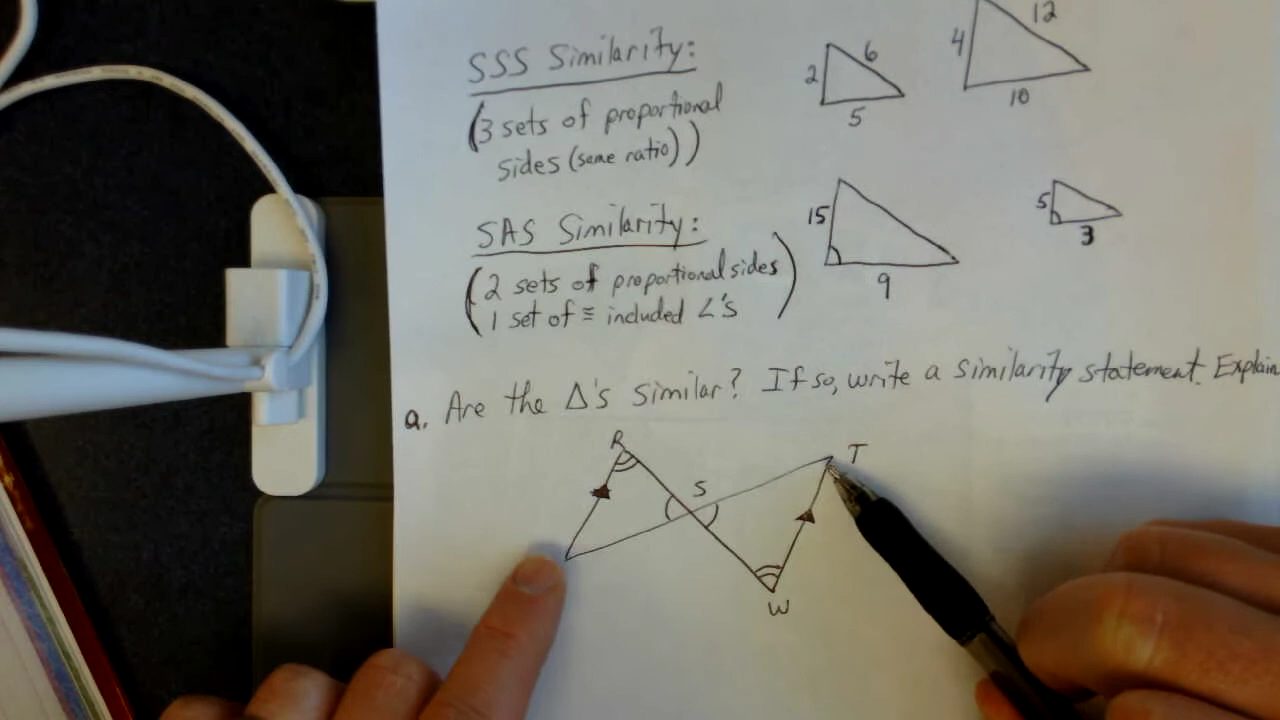 SSS Similarity:
(3 sets of proportional
sides (same ratio))
2 6 5
4 12 10
SAS Similarity:
(2 sets of proportional sides
1 set of ≅ included ∠'s)
15 9
5 3
a. Are the Δ's similar? If so, write a similarity statement. Explain
R S T W